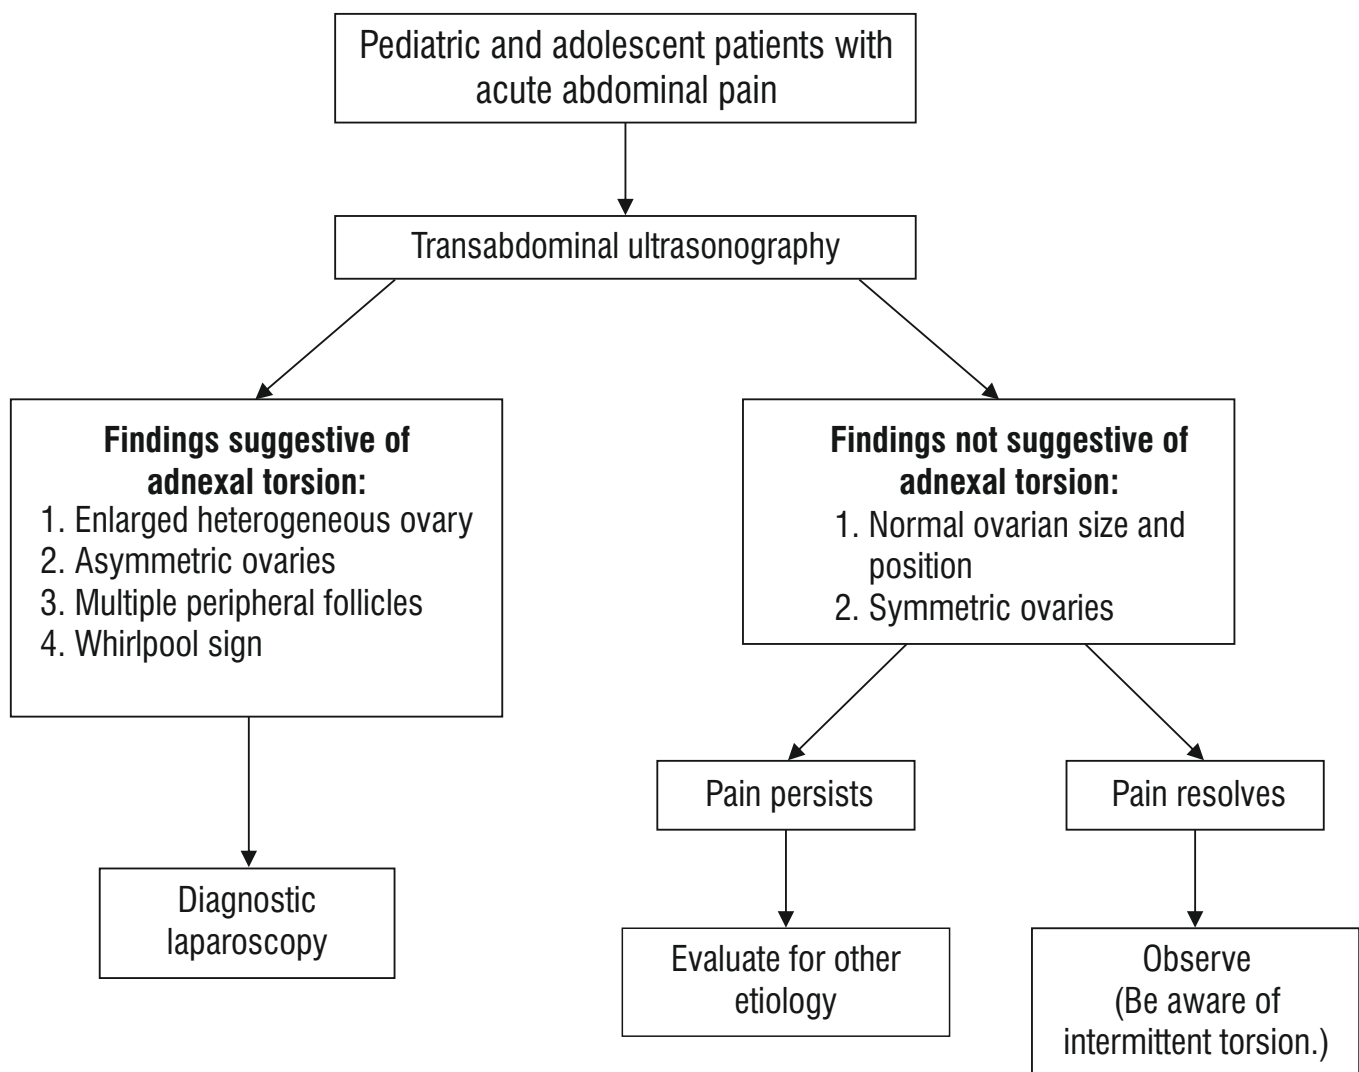 Pediatric and adolescent patients with
acute abdominal pain
Transabdominal ultrasonography
Findings suggestive of
adnexal torsion:
1. Enlarged heterogeneous ovary
2. Asymmetric ovaries
3. Multiple peripheral follicles
4. Whirlpool sign
Findings not suggestive of
adnexal torsion:
1. Normal ovarian size and
position
2. Symmetric ovaries
Pain persists
Pain resolves
Diagnostic
laparoscopy
Evaluate for other
etiology
Observe
(Be aware of
intermittent torsion.)